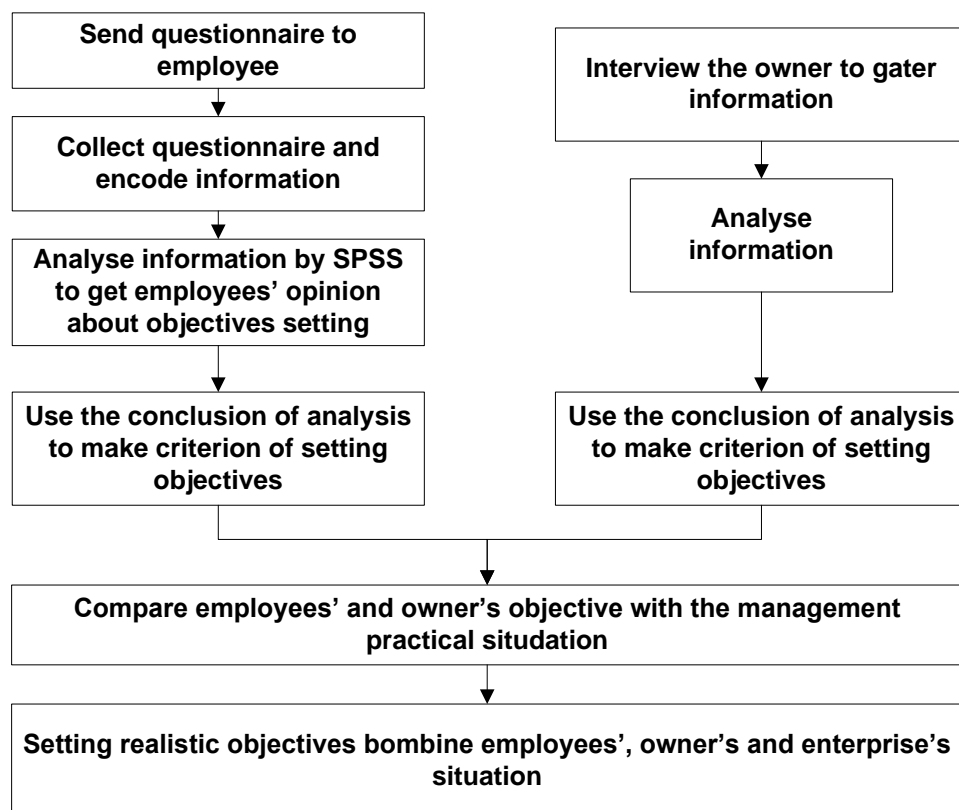 Send questionnaire to
employee
Collect questionnaire and
encode information
Analyse information by SPSS
to get employees’ opinion
about objectives setting
Use the conclusion of analysis
to make criterion of setting
objectives
Interview the owner to gater
information
Analyse
information
Use the conclusion of analysis
to make criterion of setting
objectives
Compare employees’ and owner’s objective with the management
practical situdation
Setting realistic objectives bombine employees’, owner’s and enterprise’s
situation